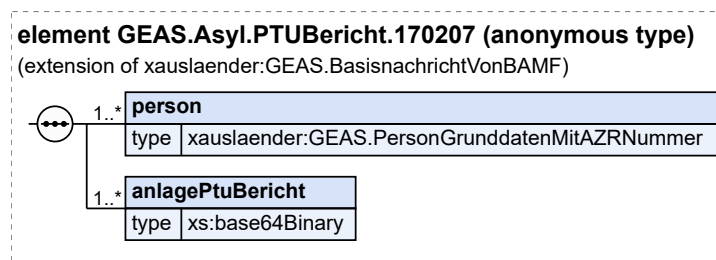 element GEAS.Asyl.PTUBericht.170207 (anonymous type)
(extension of xauslaender:GEAS.BasisnachrichtVonBAMF)
1..* person
type xauslaender:GEAS.PersonGrunddatenMitAZRNummer
1..* anlagePtuBericht
type xs:base64Binary